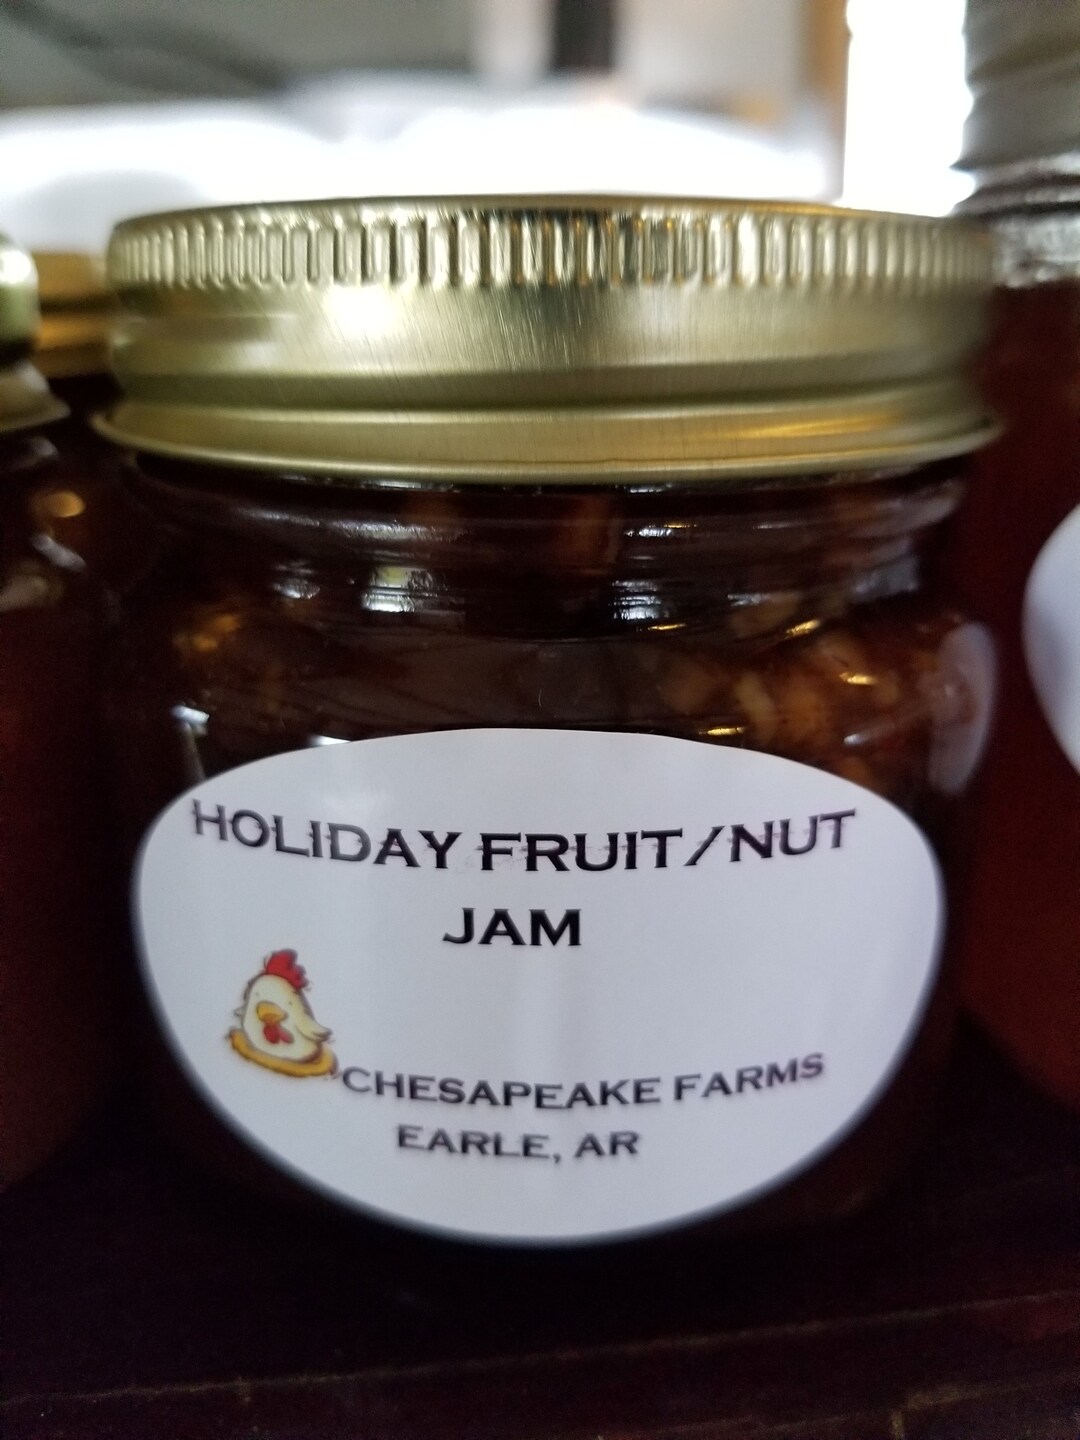 HOLIDAY FRUIT/NUT
JAM
CHESAPEAKE FARMS
EARLE, AR